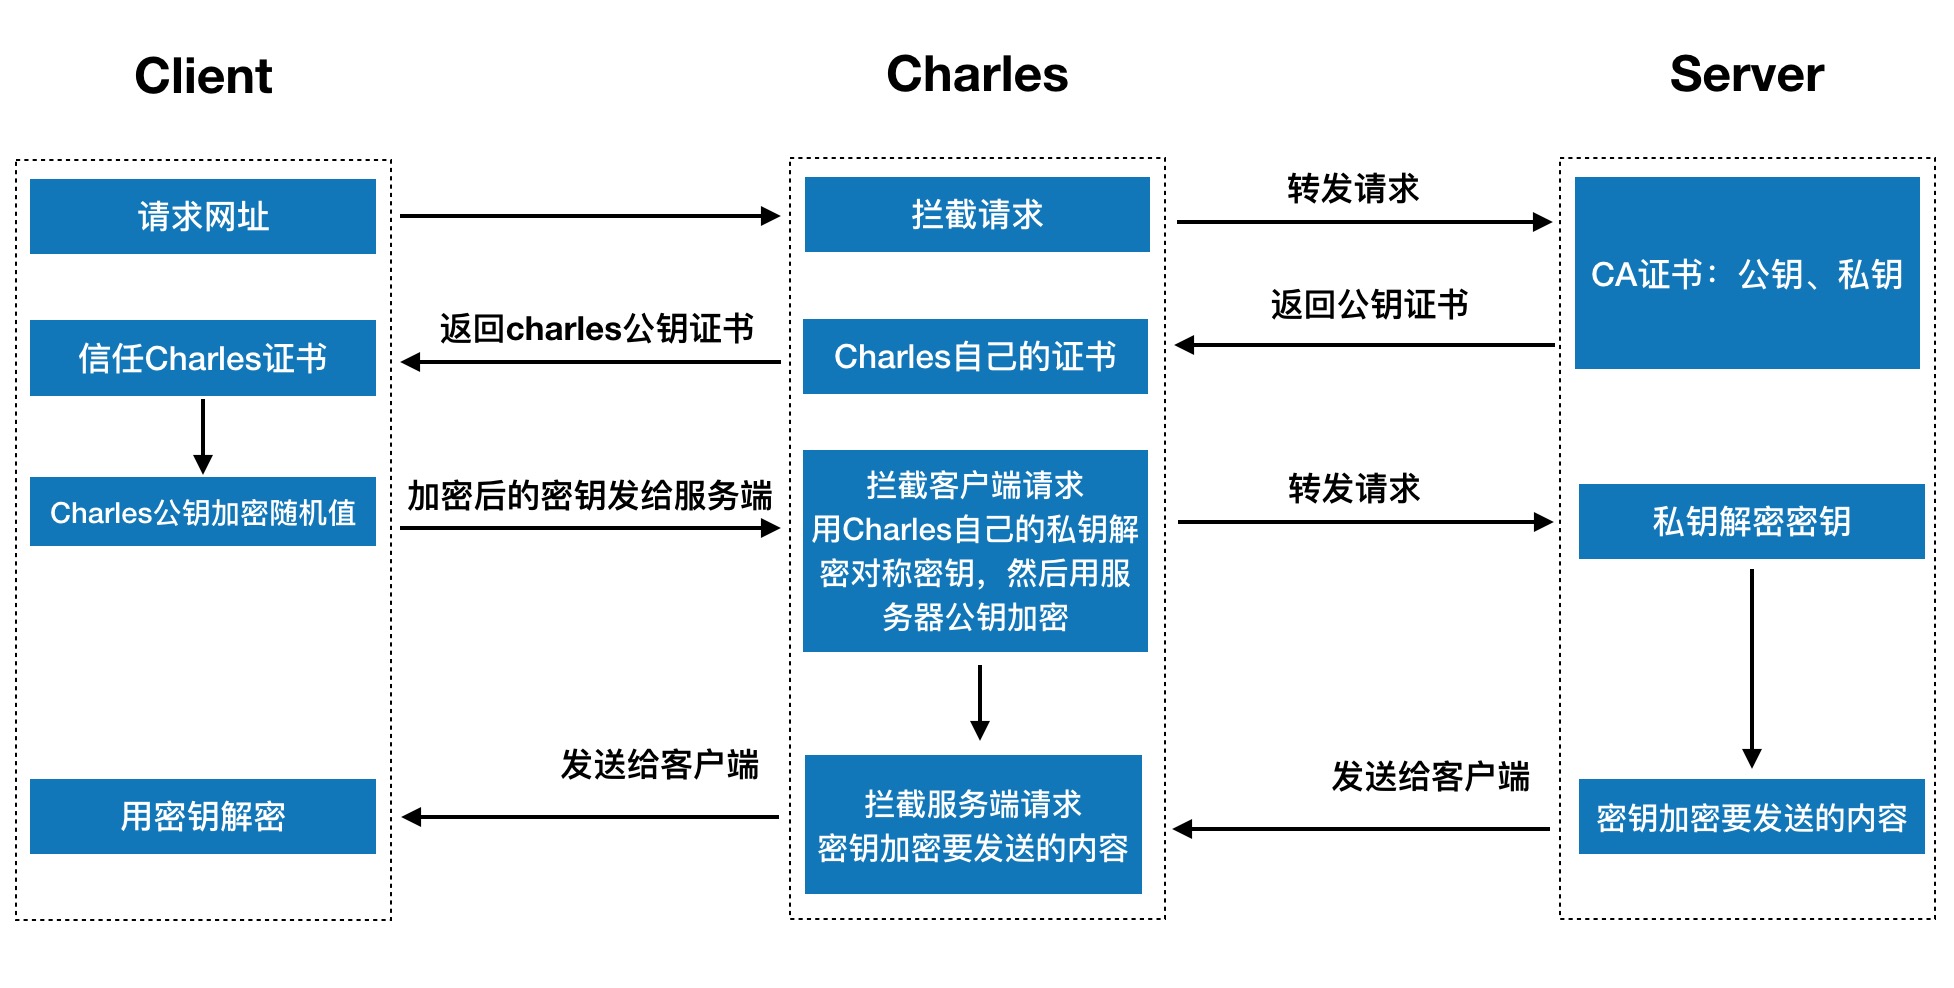 Client
Charles
Server
请求网址
拦截请求
转发请求
CA证书：公钥、私钥
返回公钥证书
返回charles公钥证书
信任Charles证书
Charles自己的证书
Charles公钥加密随机值
加密后的密钥发给服务端
拦截客户端请求
用Charles自己的私钥解
密对称密钥，然后用服
务器公钥加密
转发请求
私钥解密密钥
发送给客户端
发送给客户端
用密钥解密
拦截服务端请求
密钥加密要发送的内容
密钥加密要发送的内容